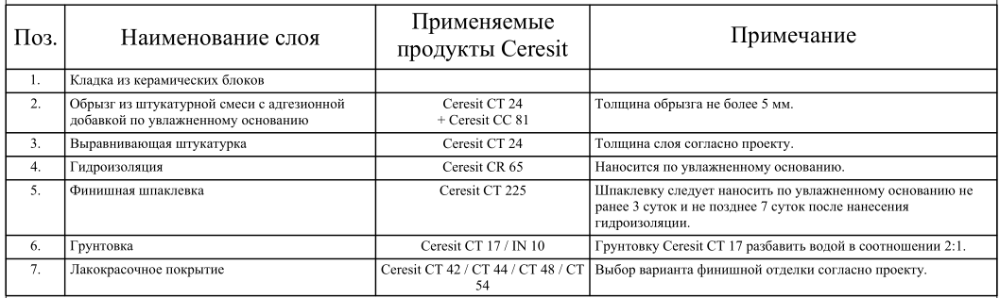 Поз. Наименование слоя Применяемые продукты Ceresit Примечание
1. Кладка из керамических блоков
2. Обрызг из штукатурной смеси с адгезионной добавкой по увлажненному основанию Ceresit CT 24 + Ceresit CC 81 Толщина обрызга не более 5 мм.
3. Выравнивающая штукатурка Ceresit CT 24 Толщина слоя согласно проекту.
4. Гидроизоляция Ceresit CR 65 Наносится по увлажненному основанию.
5. Финишная шпаклевка Ceresit CT 225 Шпаклевку следует наносить по увлажненному основанию не ранее 3 суток и не позднее 7 суток после нанесения гидроизоляции.
6. Грунтовка Ceresit CT 17 / IN 10 Грунтовку Ceresit CT 17 разбавить водой в соотношении 2:1.
7. Лакокрасочное покрытие Ceresit CT 42 / CT 44 / CT 48 / CT 54 Выбор варианта финишной отделки согласно проекту.